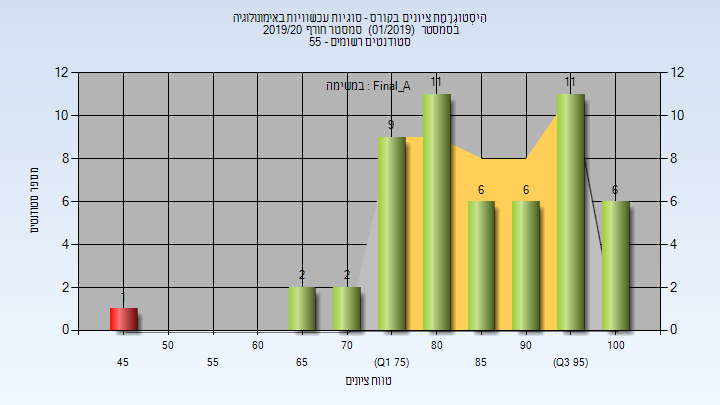 הִיסְטוֹגְרָמַת ציונים בקורס - סוגיות עכשוויות באימונולוגיה
בסמסטר (01/2019) סמסטר חורף 2019/20
סטודנטים רשומים - 55
במשימה : Final_A
מספר סטודנטים
12 12
10 10
8 8
6 6
4 4
2 2
0 0
1 2 2 9 11 6 6 11 6
50 60 70 80 90 100
45 55 65 (Q1 75) 85 (Q3 95)
טווח ציונים